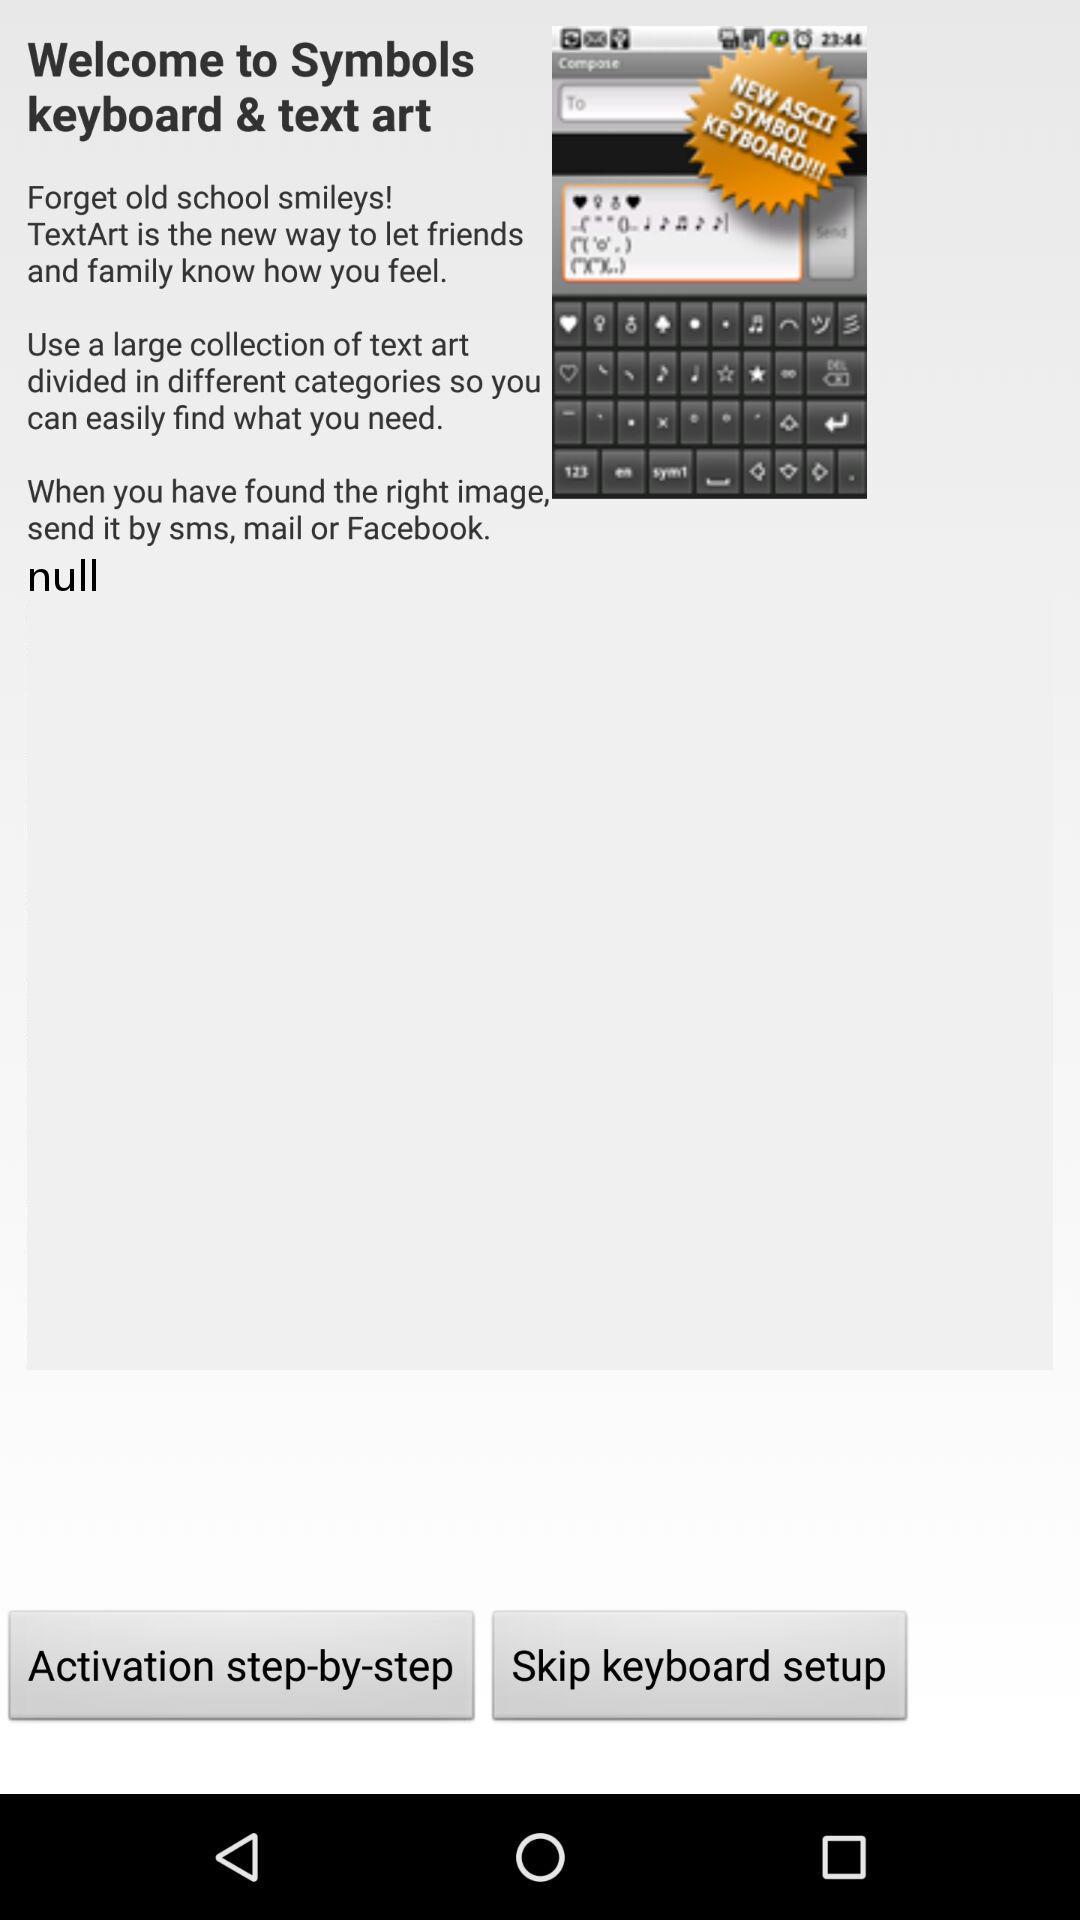 Welcome to Symbols
keyboard & text art
Forget old school smileys!
TextArt is the new way to let friends
and family know how you feel.
Use a large collection of text art
divided in different categories so you
can easily find what you need.
When you have found the right image,
send it by sms, mail or Facebook.
null
23:44
Compose
To
NEW ASCII
SYMBOL
KEYBOARD!!!
Send
DEL
123 en sym1
Activation step-by-step
Skip keyboard setup